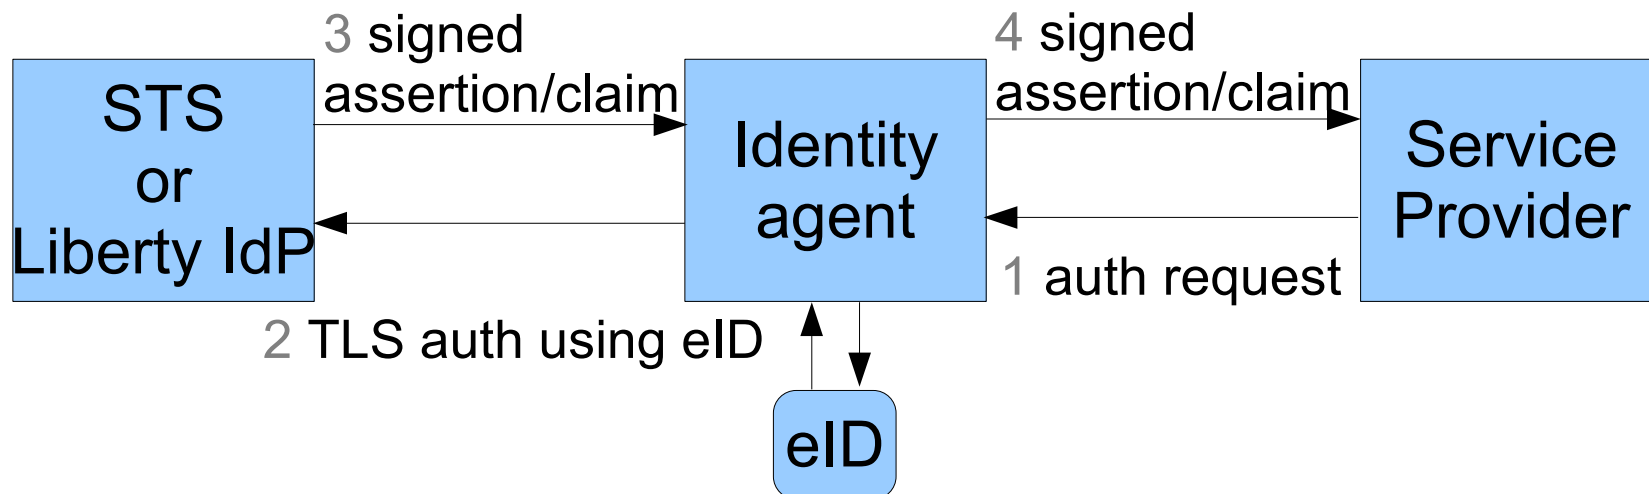 3 signed
assertion/claim
4 signed
assertion/claim
STS
or
Liberty IdP
Identity
agent
Service
Provider
1 auth request
2 TLS auth using eID
eID